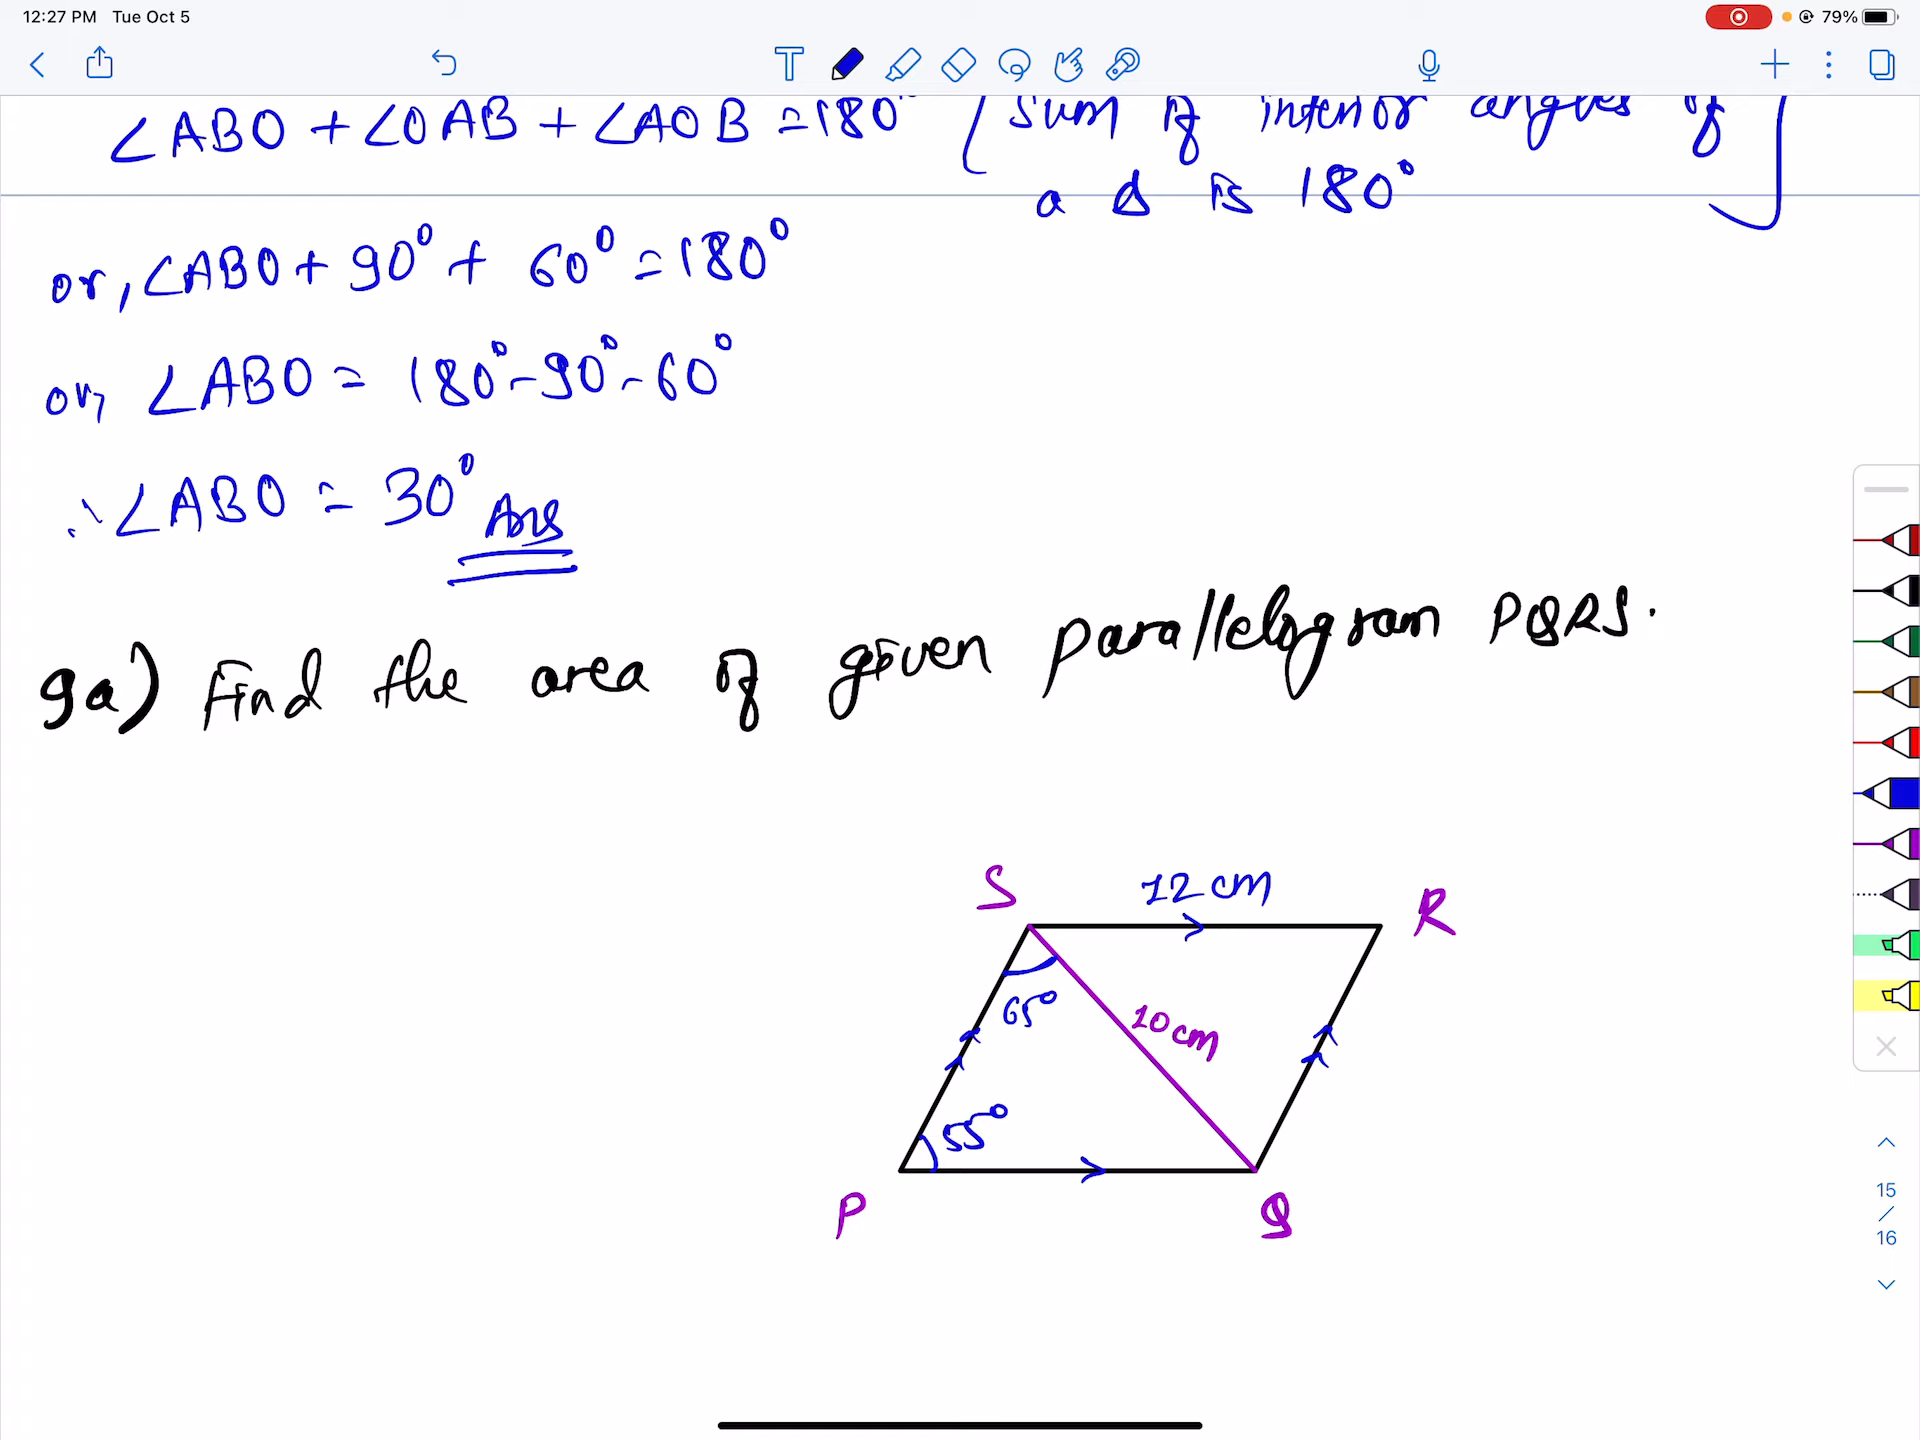 12:27 PM Tue Oct 5
79%
∠ABO + ∠OAB + ∠AOB = 180° [Sum of interior angles of
a Δ is 180°]
or, ∠ABO + 90° + 60° = 180°
or, ∠ABO = 180° - 90° - 60°
∴ ∠ABO = 30° Ans
9a) Find the area of given parallelogram PQRS.
S
12 cm
R
65°
10 cm
55°
P
Q
15
/
16